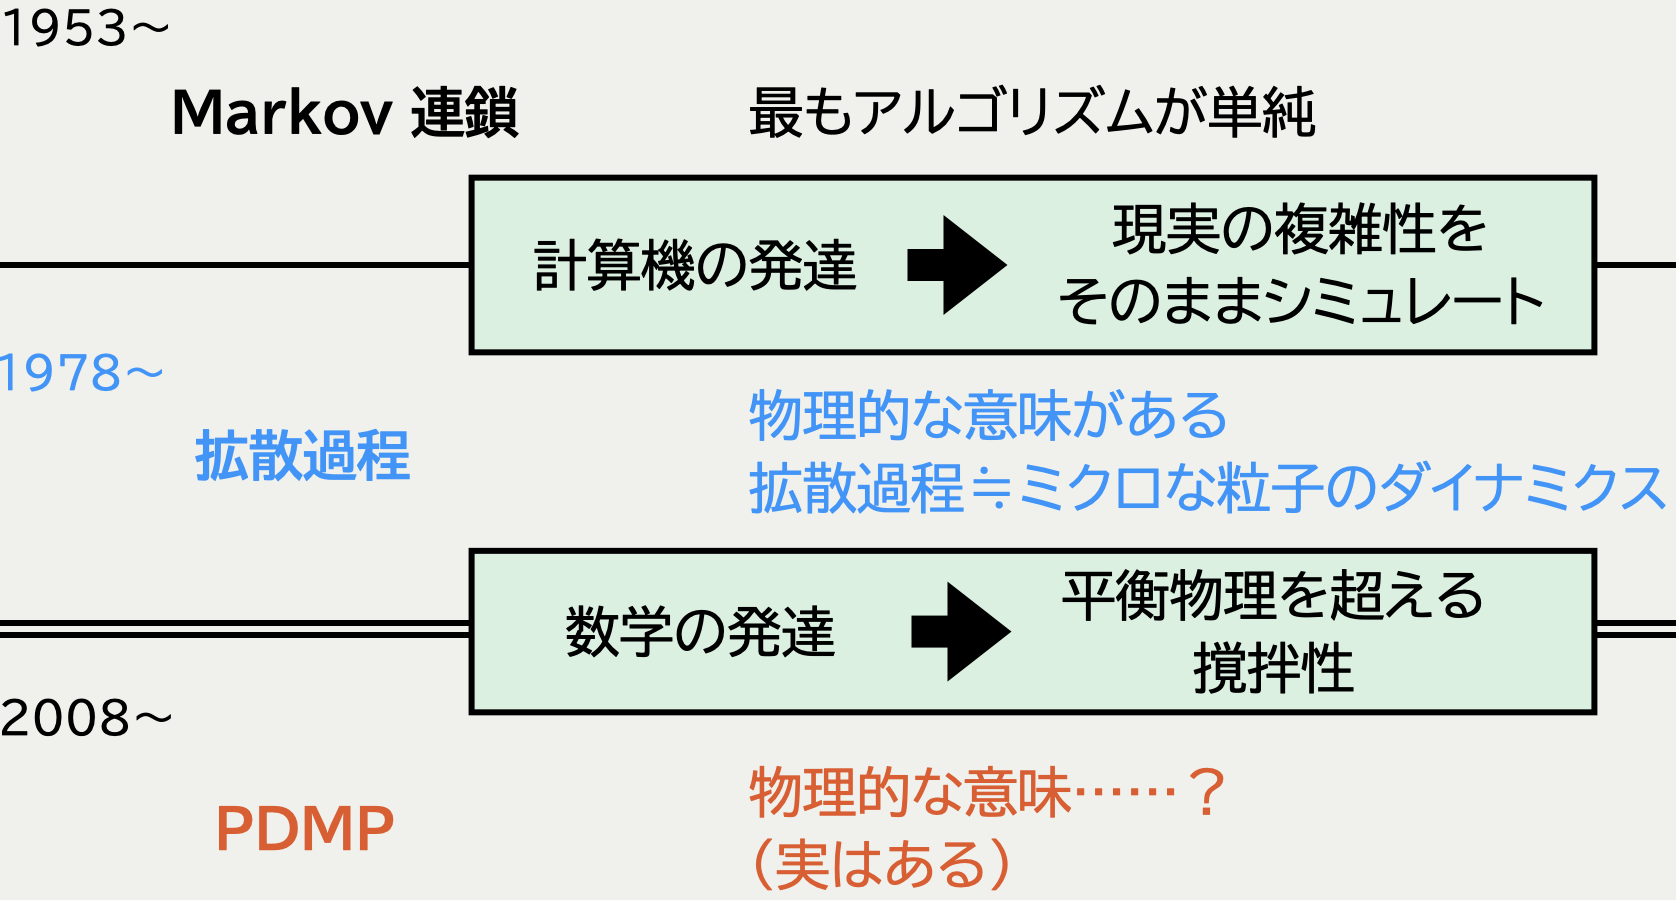 1953～
Markov 連鎖
最もアルゴリズムが単純
計算機の発達
現実の複雑性を
そのままシミュレート
1978～
拡散過程
物理的な意味がある
拡散過程≒ミクロな粒子のダイナミクス
数学の発達
平衡物理を超える
撹拌性
2008～
PDMP
物理的な意味……？
（実はある）